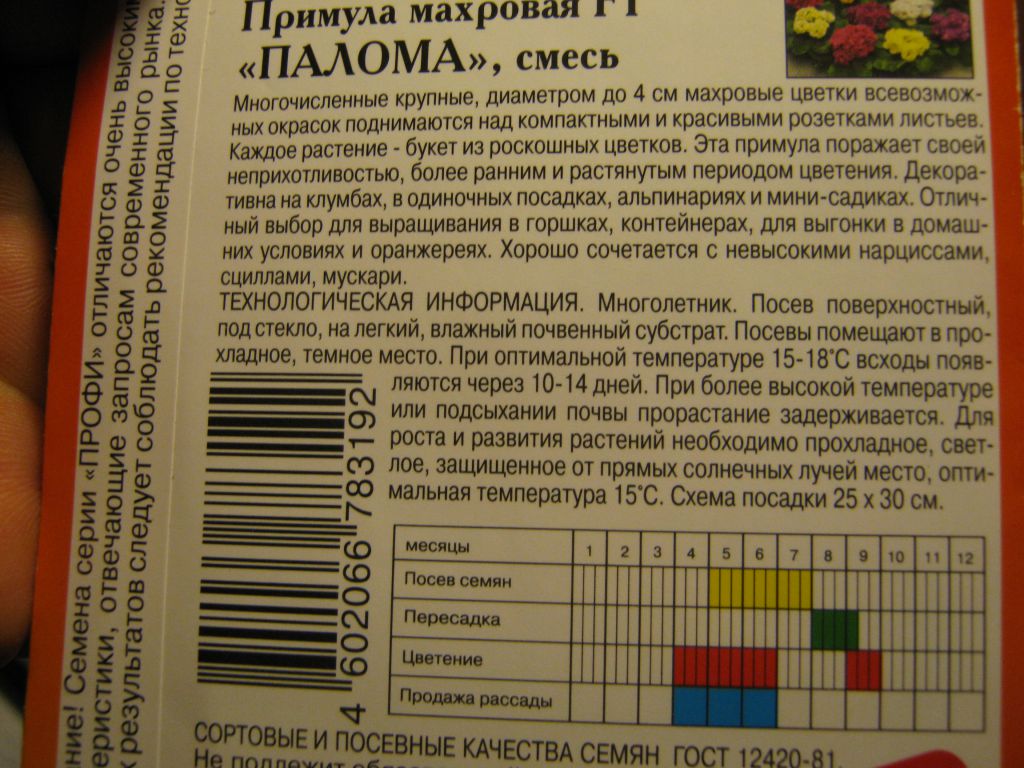 Примула махровая F1
«ПАЛОМА», смесь
Многочисленные крупные, диаметром до 4 см махровые цветки всевозмож-
ных окрасок поднимаются над компактными и красивыми розетками листьев.
Каждое растение - букет из роскошных цветков. Эта примула поражает своей
неприхотливостью, более ранним и растянутым периодом цветения. Декора-
тивна на клумбах, в одиночных посадках, альпинариях и мини-садиках. Отлич-
ный выбор для выращивания в горшках, контейнерах, для выгонки в домаш-
них условиях и оранжереях. Хорошо сочетается с невысокими нарциссами,
сциллами, мускари.
ТЕХНОЛОГИЧЕСКАЯ ИНФОРМАЦИЯ. Многолетник. Посев поверхностный,
под стекло, на легкий, влажный почвенный субстрат. Посевы помещают в про-
хладное, темное место. При оптимальной температуре 15-18˚С всходы появ-
ляются через 10-14 дней. При более высокой температуре
или подсыхании почвы прорастание задерживается. Для
роста и развития растений необходимо прохладное, свет-
лое, защищенное от прямых солнечных лучей место, опти-
мальная температура 15˚С. Схема посадки 25 х 30 см.
4 602066 783192
месяцы 1 2 3 4 5 6 7 8 9 10 11 12
Посев семян
Пересадка
Цветение
Продажа рассады
СОРТОВЫЕ И ПОСЕВНЫЕ КАЧЕСТВА СЕМЯН ГОСТ 12420-81.
Не подлежит
ние! Семена серии «ПРОФИ» отличаются очень высоким
еристики, отвечающие запросам современного рынка.
результатов следует соблюдать рекомендации по техно